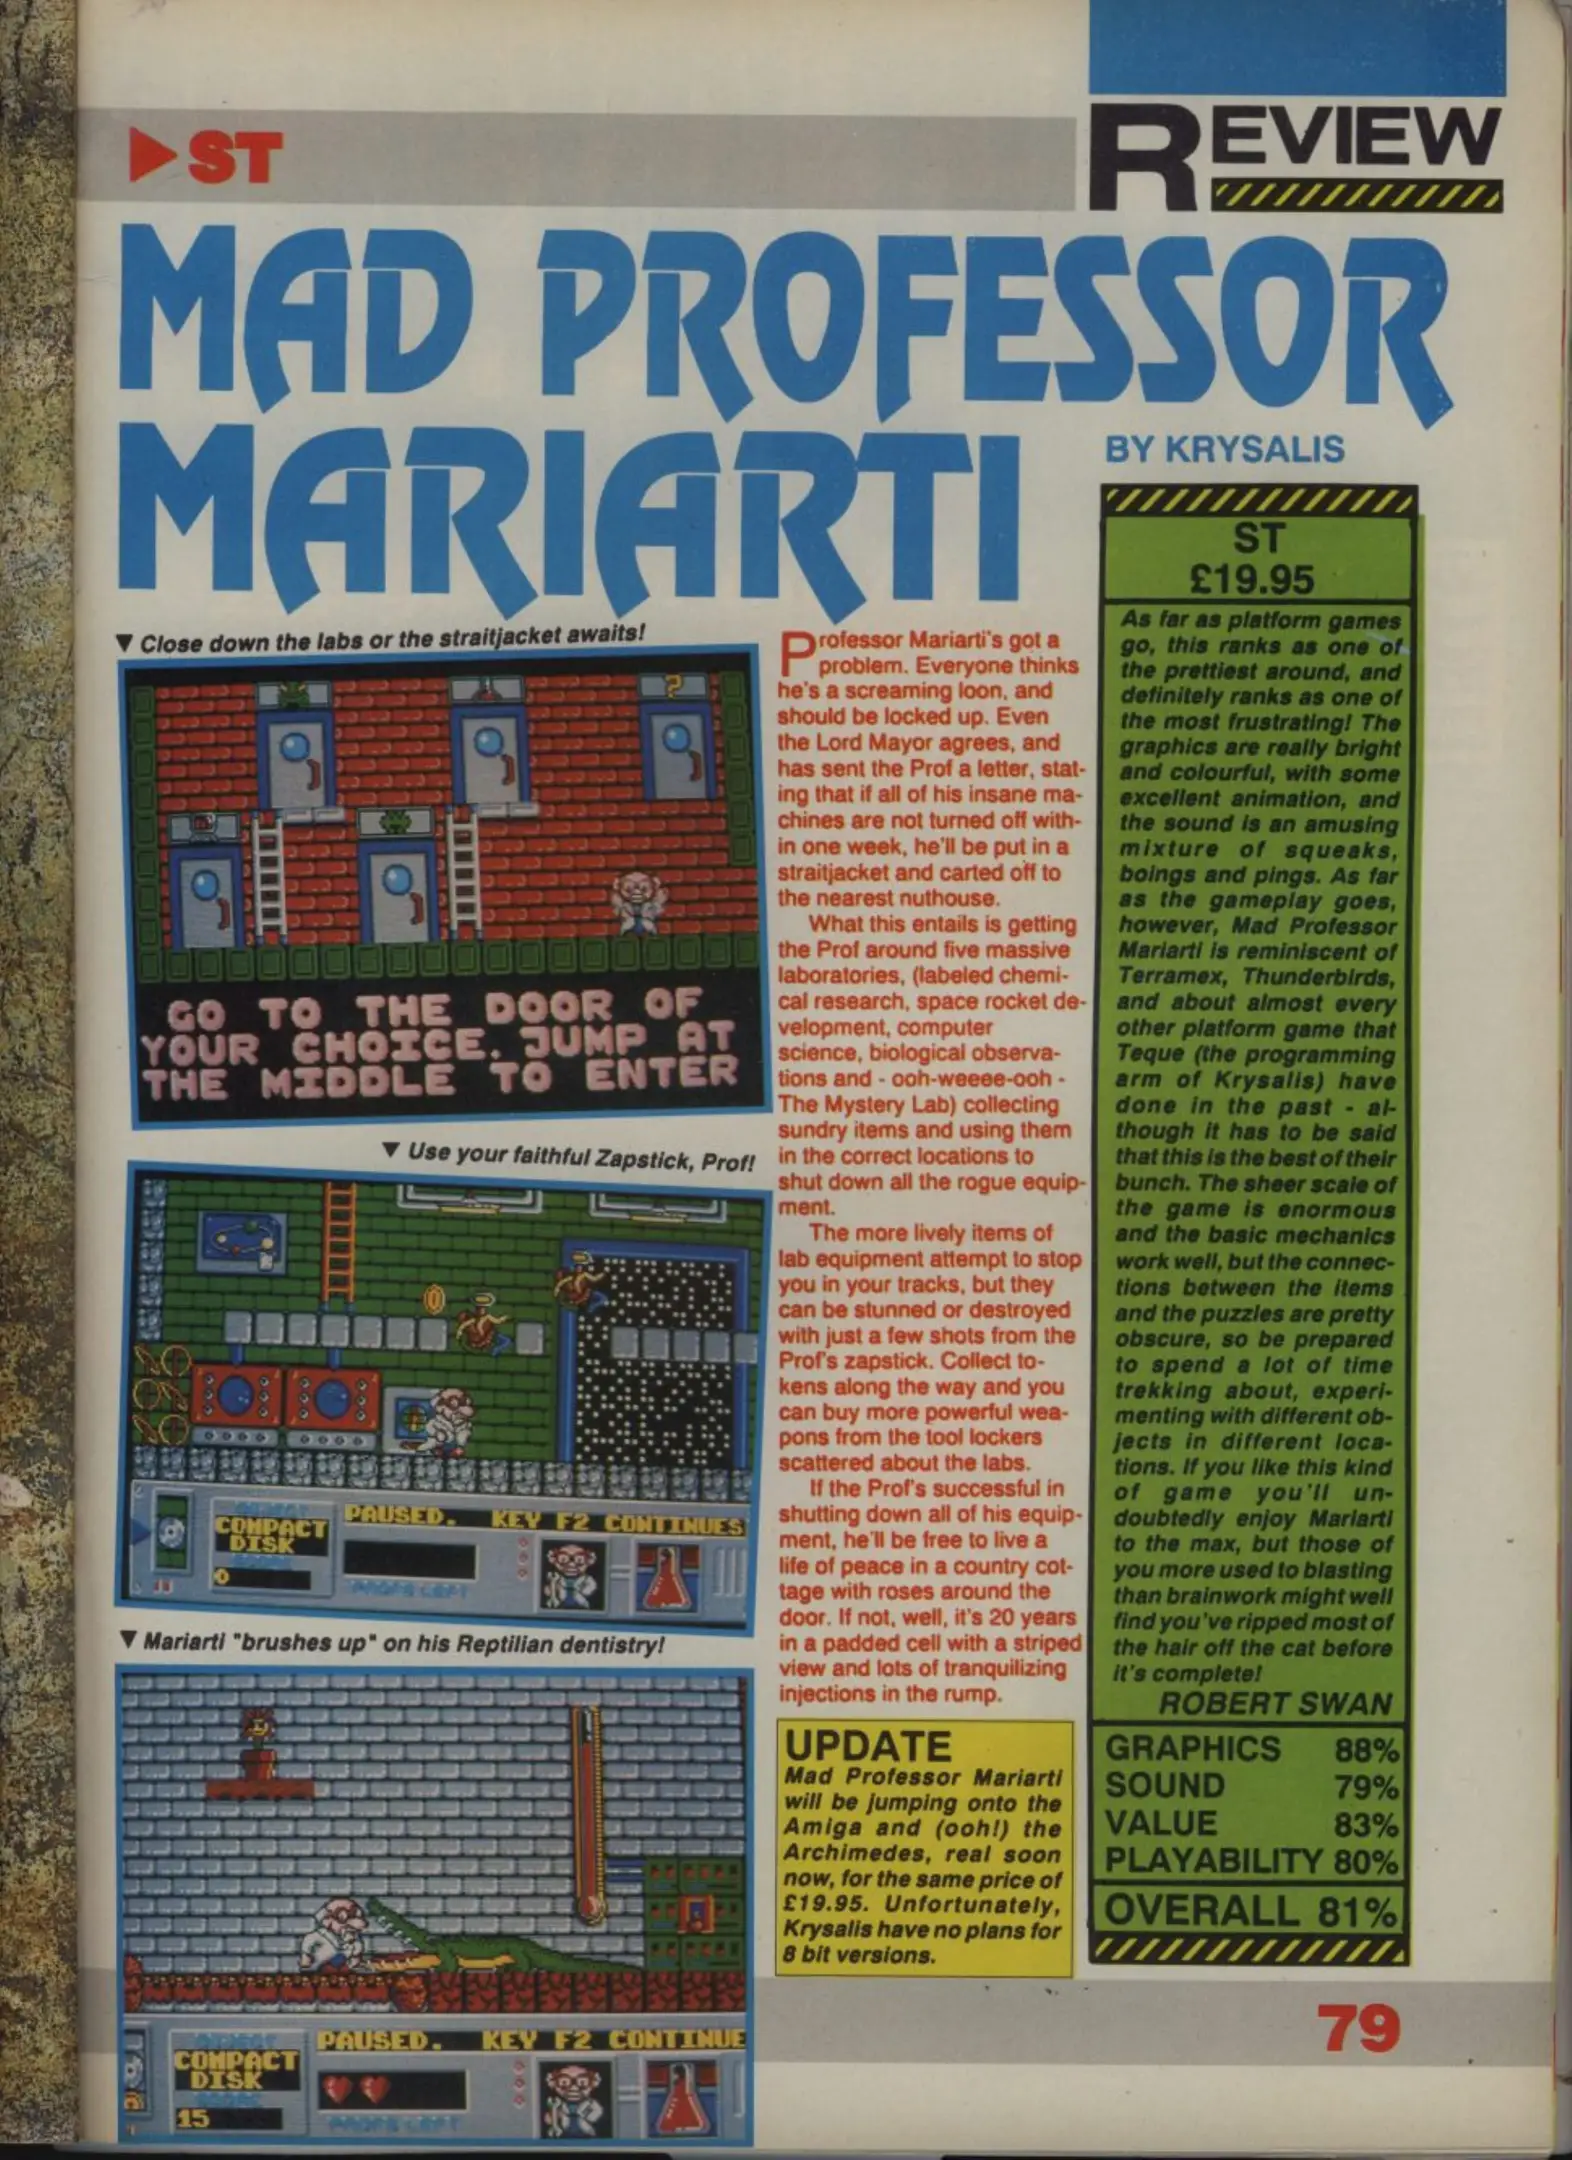 ST
REVIEW
MAD PROFESSOR
MARIARTI
BY KRYSALIS
▼ Close down the labs or the straitjacket awaits!
GO TO THE DOOR OF
YOUR CHOICE. JUMP AT
THE MIDDLE TO ENTER
▼ Use your faithful Zapstick, Prof!
COMPACT
DISK
0
PAUSED. KEY F2 CONTINUES
PROFS LEFT
▼ Mariarti "brushes up" on his Reptilian dentistry!
COMPACT
DISK
15
PAUSED. KEY F2 CONTINUE
PROFS LEFT
Professor Mariarti's got a
problem. Everyone thinks
he's a screaming loon, and
should be locked up. Even
the Lord Mayor agrees, and
has sent the Prof a letter, stat-
ing that if all of his insane ma-
chines are not turned off with-
in one week, he'll be put in a
straitjacket and carted off to
the nearest nuthouse.
What this entails is getting
the Prof around five massive
laboratories, (labeled chemi-
cal research, space rocket de-
velopment, computer
science, biological observa-
tions and - ooh-weeee-ooh -
The Mystery Lab) collecting
sundry items and using them
in the correct locations to
shut down all the rogue equip-
ment.
The more lively items of
lab equipment attempt to stop
you in your tracks, but they
can be stunned or destroyed
with just a few shots from the
Prof's zapstick. Collect to-
kens along the way and you
can buy more powerful wea-
pons from the tool lockers
scattered about the labs.
If the Prof's successful in
shutting down all of his equip-
ment, he'll be free to live a
life of peace in a country cot-
tage with roses around the
door. If not, well, it's 20 years
in a padded cell with a striped
view and lots of tranquilizing
injections in the rump.
UPDATE
Mad Professor Mariarti
will be jumping onto the
Amiga and (ooh!) the
Archimedes, real soon
now, for the same price of
£19.95. Unfortunately,
Krysalis have no plans for
8 bit versions.
ST
£19.95
As far as platform games
go, this ranks as one of
the prettiest around, and
definitely ranks as one of
the most frustrating! The
graphics are really bright
and colourful, with some
excellent animation, and
the sound is an amusing
mixture of squeaks,
boings and pings. As far
as the gameplay goes,
however, Mad Professor
Mariarti is reminiscent of
Terramex, Thunderbirds,
and about almost every
other platform game that
Teque (the programming
arm of Krysalis) have
done in the past - al-
though it has to be said
that this is the best of their
bunch. The sheer scale of
the game is enormous
and the basic mechanics
work well, but the connec-
tions between the items
and the puzzles are pretty
obscure, so be prepared
to spend a lot of time
trekking about, experi-
menting with different ob-
jects in different loca-
tions. If you like this kind
of game you'll un-
doubtedly enjoy Mariarti
to the max, but those of
you more used to blasting
than brainwork might well
find you've ripped most of
the hair off the cat before
it's complete!
ROBERT SWAN
GRAPHICS 88%
SOUND 79%
VALUE 83%
PLAYABILITY 80%
OVERALL 81%
79